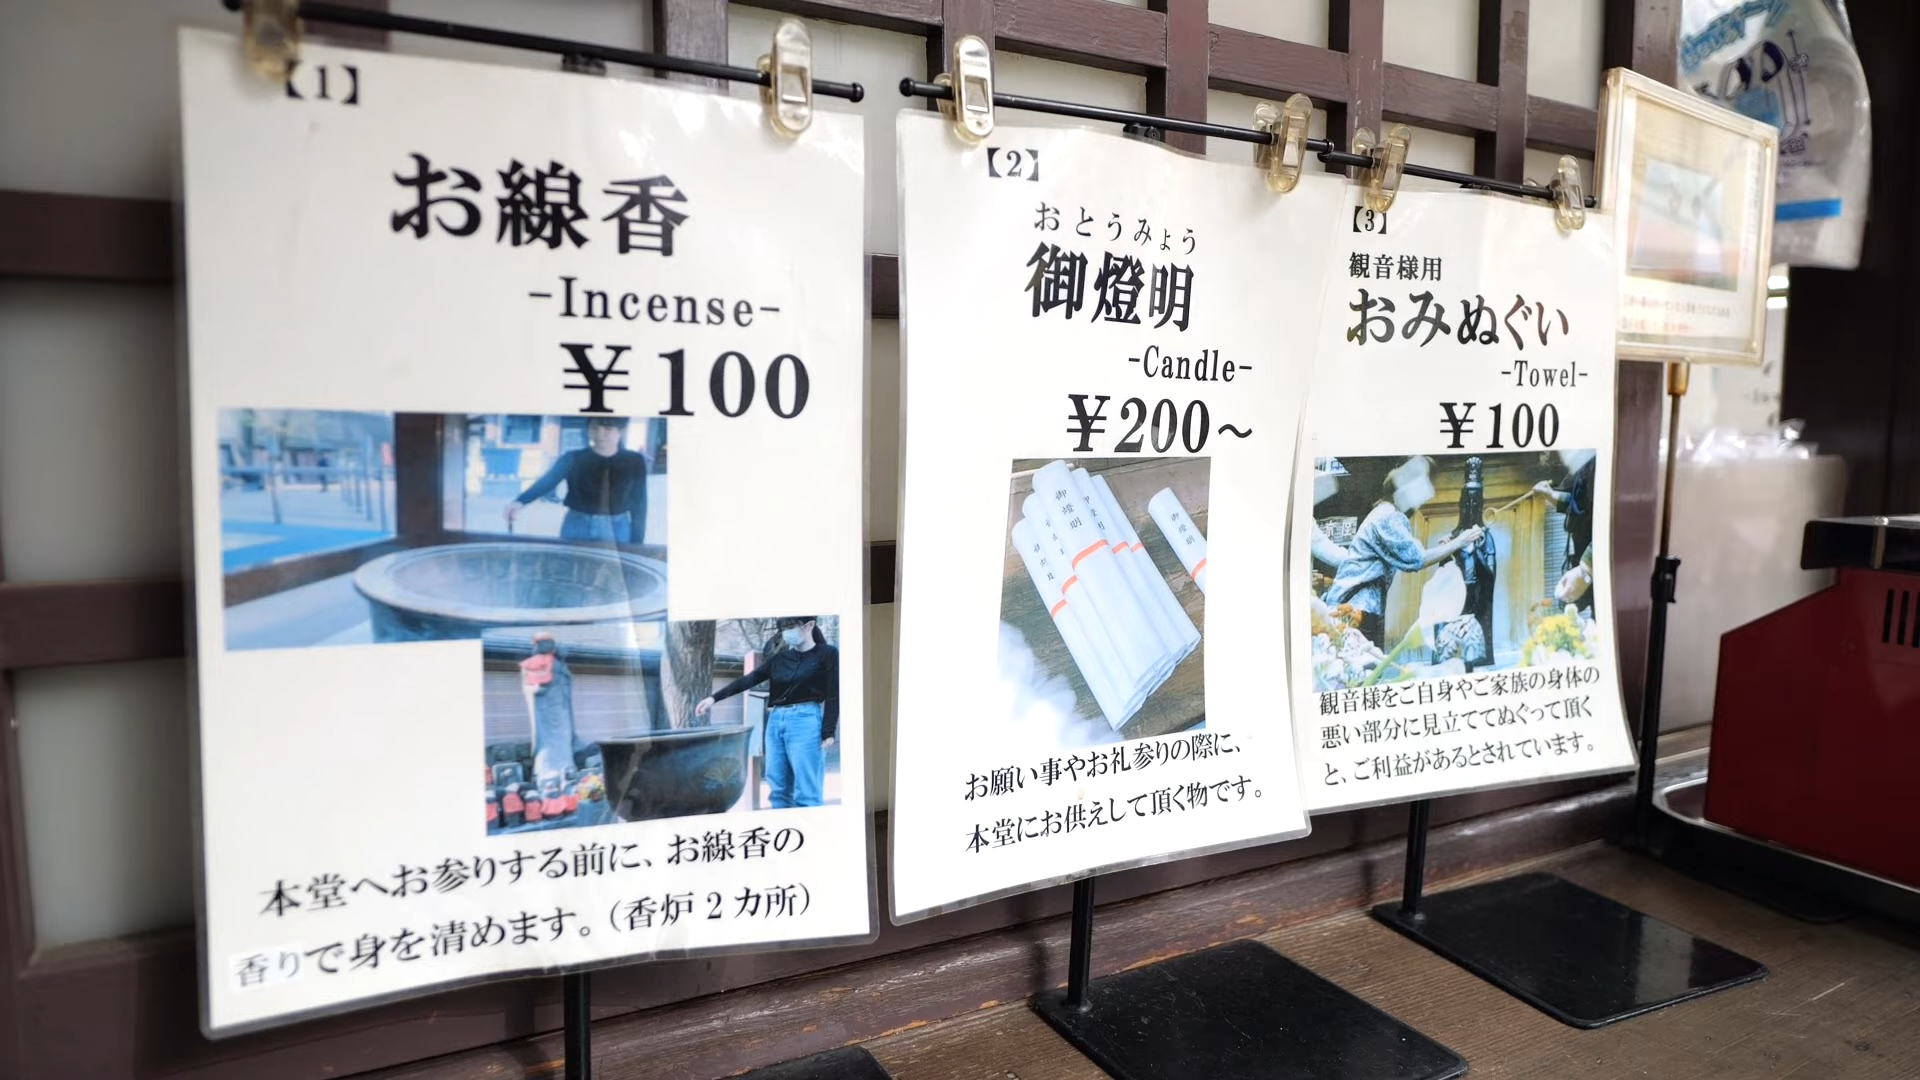 【1】
お線香
-Incense-
¥100
本堂へお参りする前に、お線香の
香りで身を清めます。（香炉２カ所）
【2】
おとうみょう
御燈明
-Candle-
¥200～
御燈明
御燈明
お願い事やお礼参りの際に、
本堂にお供えして頂く物です。
【3】
観音様用
おみぬぐい
-Towel-
¥100
観音様をご自身やご家族の身体の
悪い部分に見立ててぬぐって頂く
と、ご利益があるとされています。